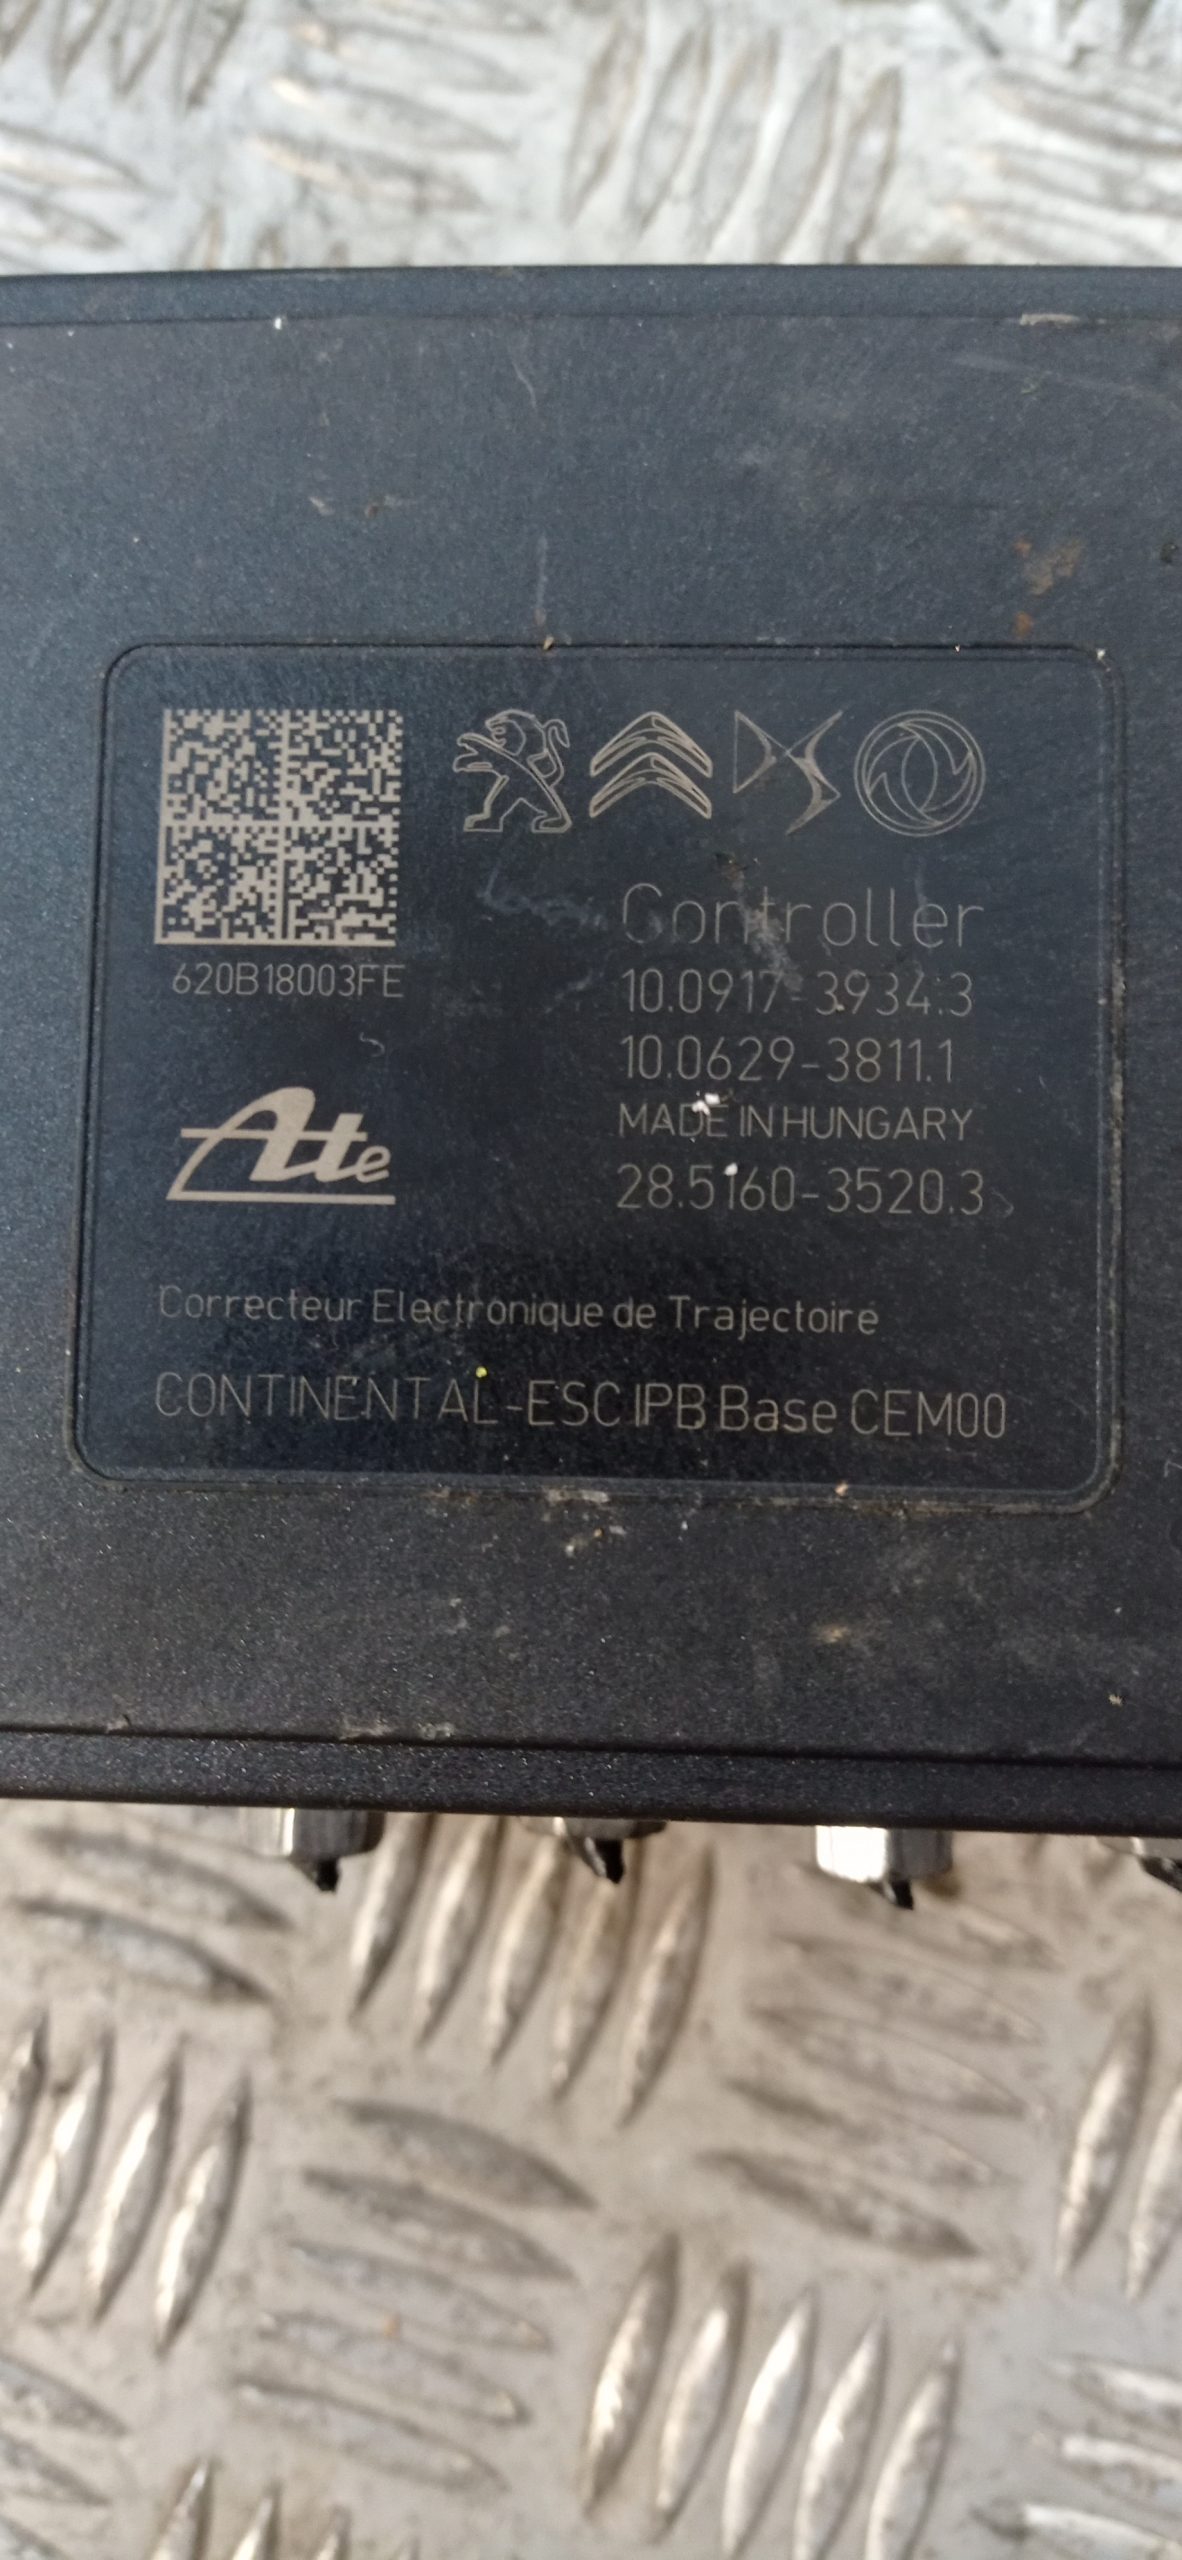 620B18003FE
Controller
10.0917-3934.3
10.0629-3811.1
MADE IN HUNGARY
28.5160-3520.3
Ate
Correcteur Electronique de Trajectoire
CONTINENTAL-ESC IPB Base CEM00